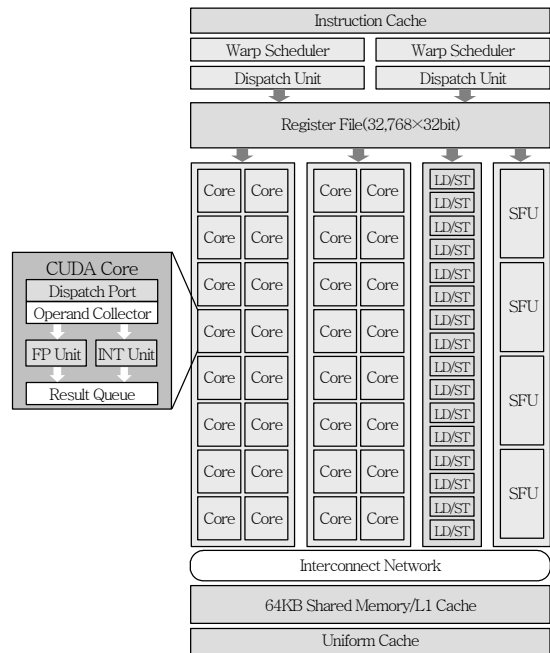 Instruction Cache
Warp Scheduler Warp Scheduler
Dispatch Unit Dispatch Unit
Register File(32,768×32bit)
Core Core Core Core LD/ST SFU
LD/ST
Core Core Core Core LD/ST
LD/ST
Core Core Core Core LD/ST SFU
LD/ST
Core Core Core Core LD/ST
LD/ST
Core Core Core Core LD/ST SFU
LD/ST
Core Core Core Core LD/ST
LD/ST
Core Core Core Core LD/ST SFU
LD/ST
Core Core Core Core LD/ST
LD/ST
CUDA Core
Dispatch Port
Operand Collector
FP Unit INT Unit
Result Queue
Interconnect Network
64KB Shared Memory/L1 Cache
Uniform Cache